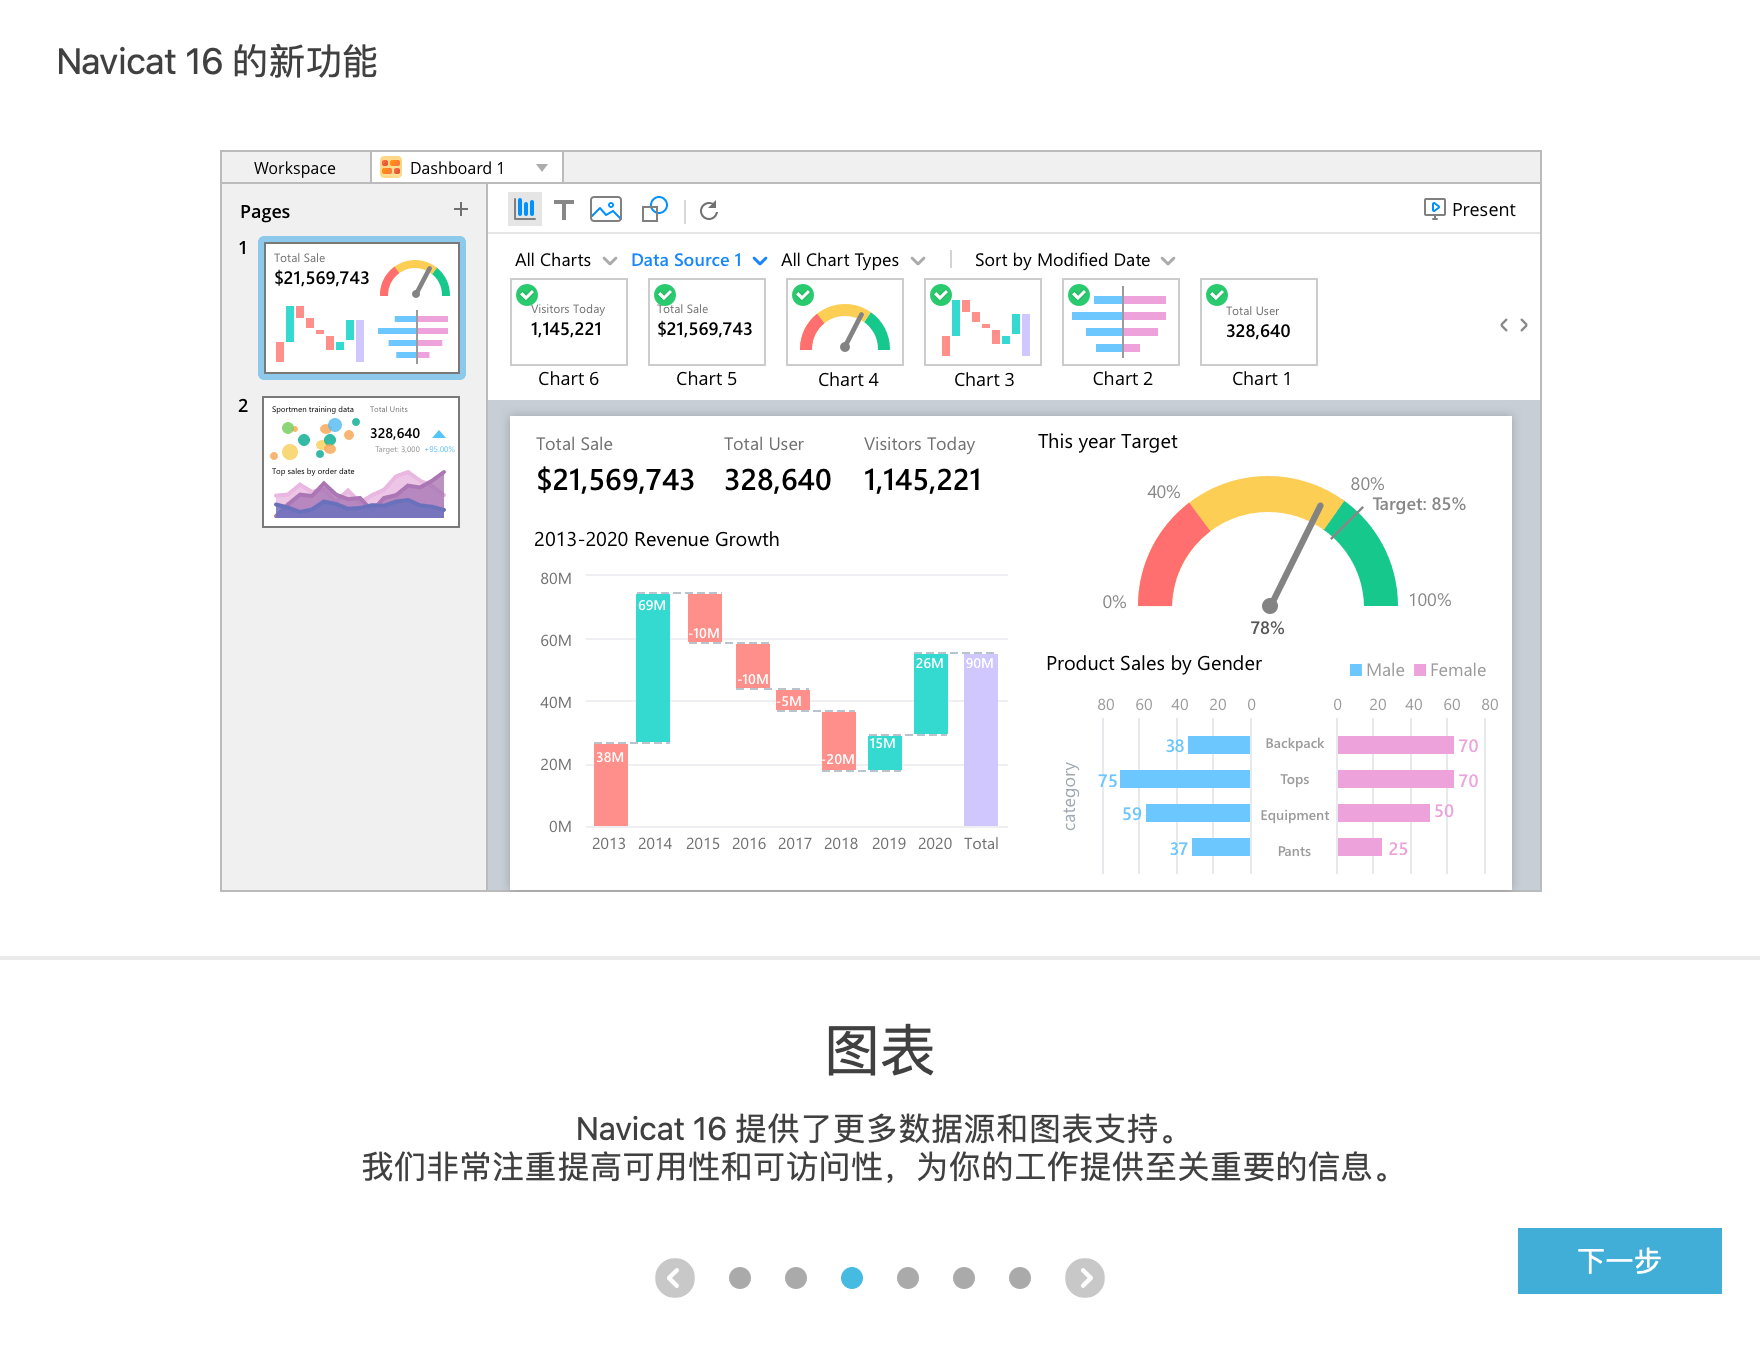 Navicat 16 的新功能
Workspace
Dashboard 1
Pages
Present
1
Total Sale
$21,569,743
2
Sportmen training data
Total Units
328,640
Target: 3,000 +95.00%
Top sales by order date
All Charts
Data Source 1
All Chart Types
Sort by Modified Date
Visitors Today
1,145,221
Chart 6
Total Sale
$21,569,743
Chart 5
Chart 4
Chart 3
Chart 2
Total User
328,640
Chart 1
Total Sale
$21,569,743
Total User
328,640
Visitors Today
1,145,221
2013-2020 Revenue Growth
80M
60M
40M
20M
0M
38M
69M
-10M
-10M
-5M
-20M
15M
26M
90M
2013 2014 2015 2016 2017 2018 2019 2020 Total
This year Target
0%
40%
80%
Target: 85%
100%
78%
Product Sales by Gender
Male Female
80 60 40 20 0 0 20 40 60 80
category
38 Backpack 70
75 Tops 70
59 Equipment 50
37 Pants 25
图表
Navicat 16 提供了更多数据源和图表支持。
我们非常注重提高可用性和可访问性，为你的工作提供至关重要的信息。
下一步